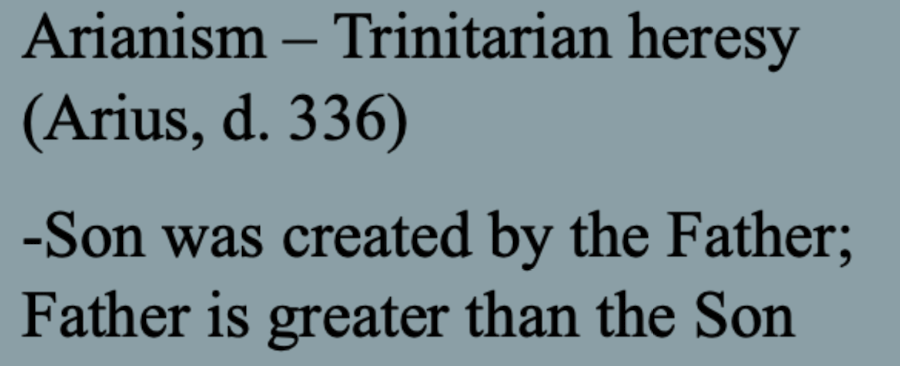 Arianism – Trinitarian heresy
(Arius, d. 336)
-Son was created by the Father;
Father is greater than the Son